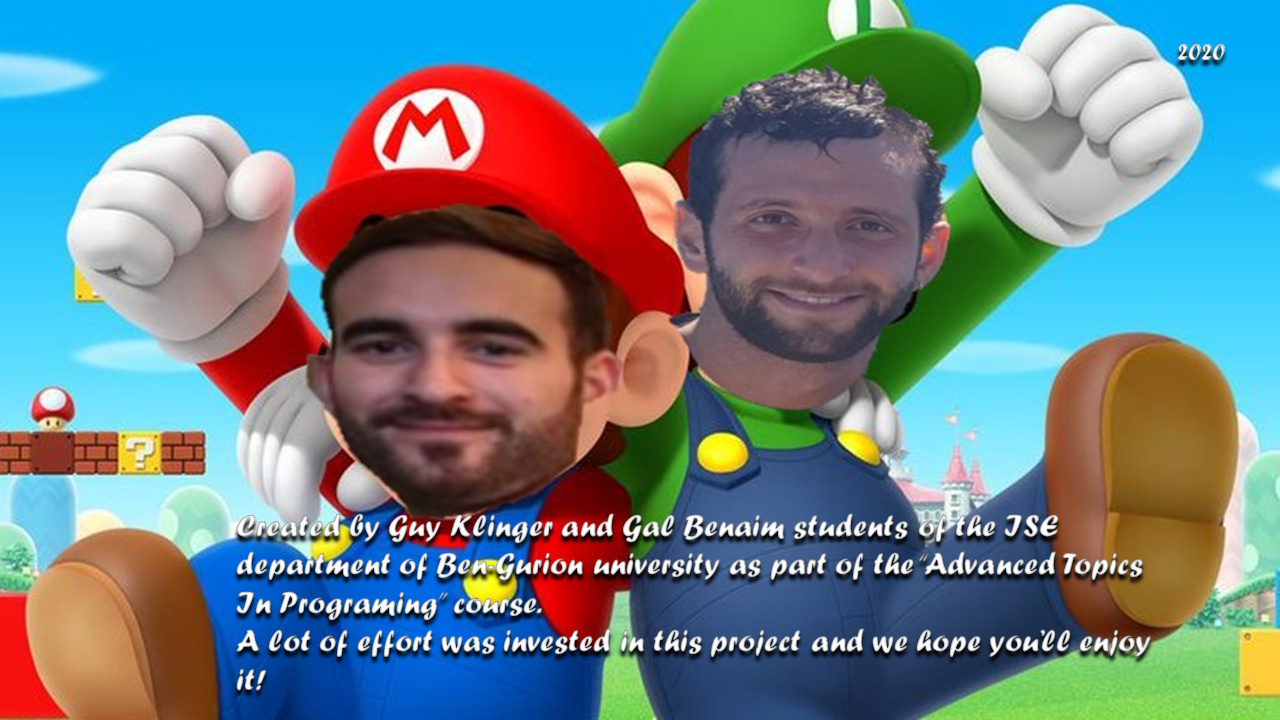 2020
M
L
?
Created by Guy Klinger and Gal Benaim students of the ISE
department of Ben-Gurion university as part of the "Advanced Topics
In Programing" course.
A lot of effort was invested in this project and we hope you'll enjoy
it!